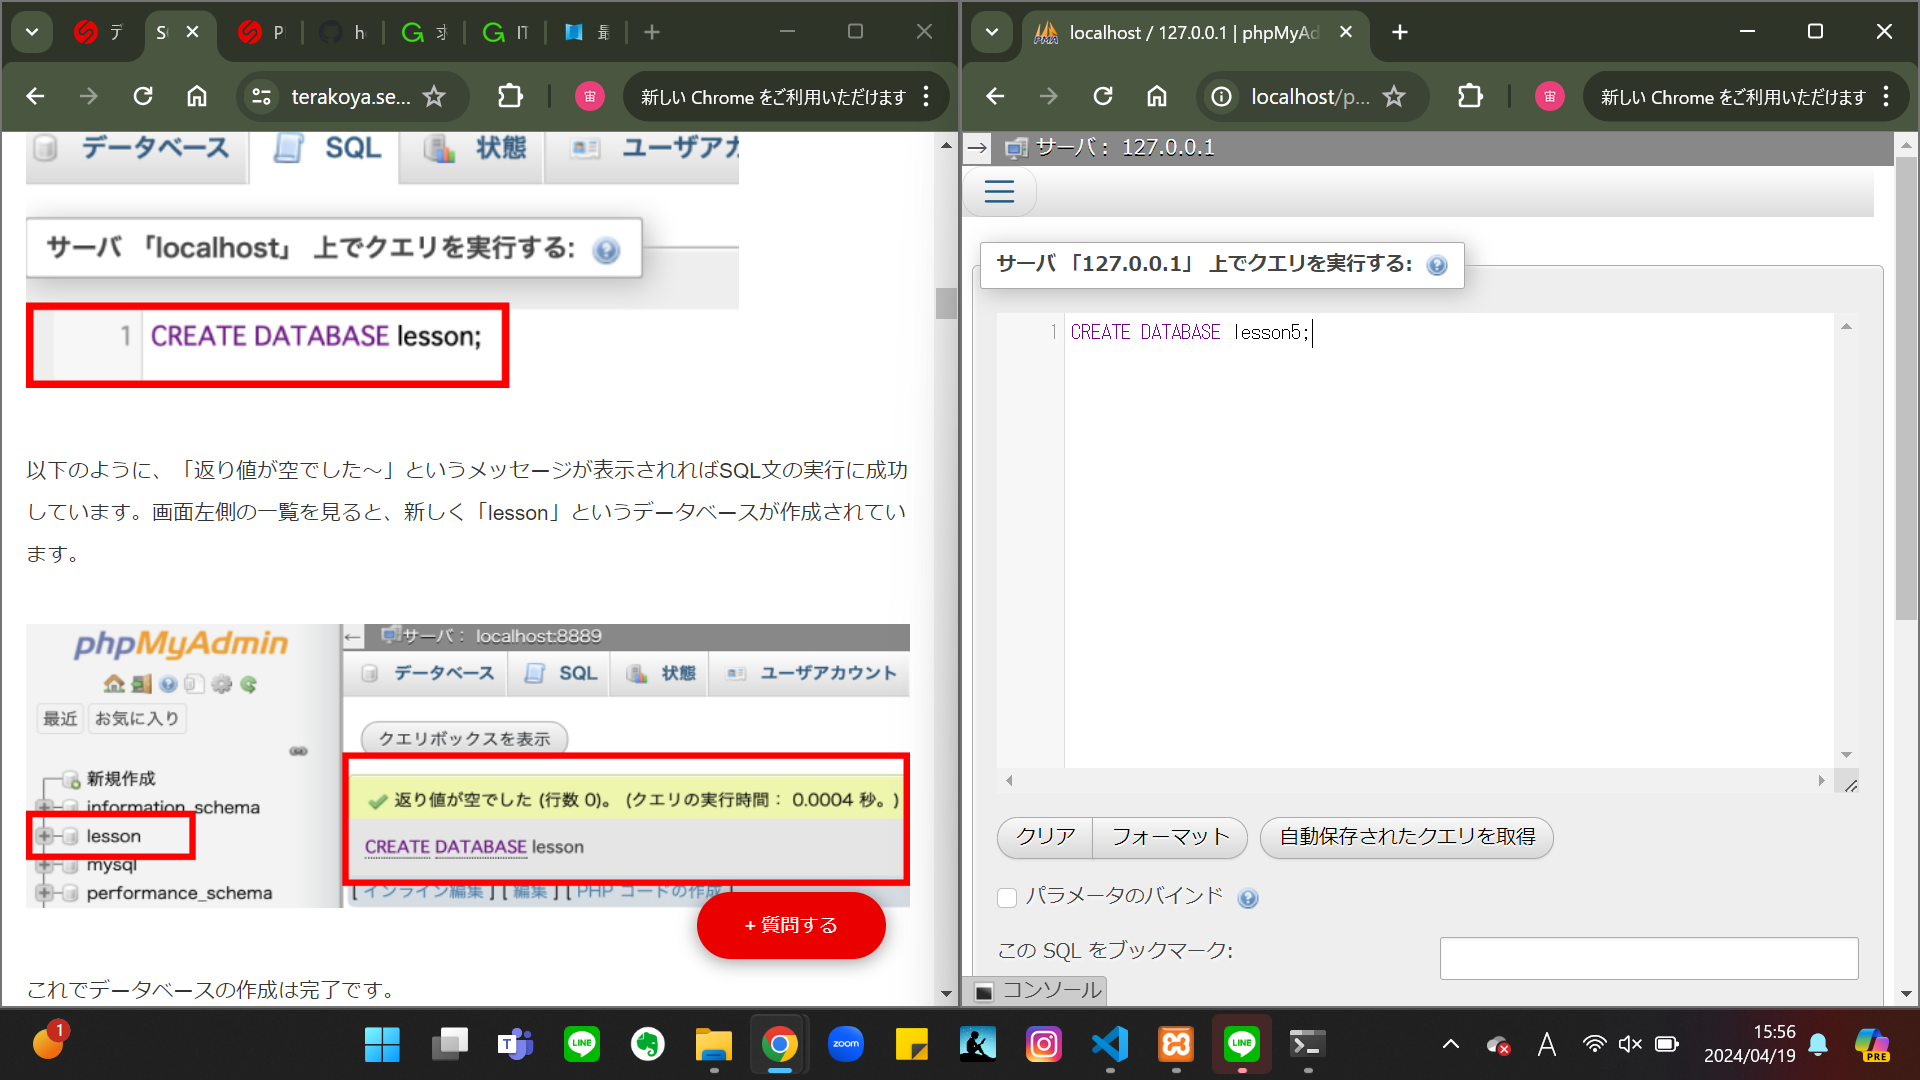 デ
S
P
h
求
IT
最
terakoya.se...
宙
新しい Chrome をご利用いただけます
データベース
SQL
状態
ユーザアカ
サーバ 「localhost」 上でクエリを実行する:
1 CREATE DATABASE lesson;
以下のように、「返り値が空でした～」というメッセージが表示されればSQL文の実行に成功
しています。画面左側の一覧を見ると、新しく「lesson」というデータベースが作成されてい
ます。
phpMyAdmin
最近
お気に入り
新規作成
information_schema
lesson
mysql
performance_schema
サーバ： localhost:8889
データベース
SQL
状態
ユーザアカウント
クエリボックスを表示
返り値が空でした (行数 0)。 (クエリの実行時間： 0.0004 秒。)
CREATE DATABASE lesson
[ インライン編集 ] [ 編集 ] [ PHP コードの作成 ]
+ 質問する
これでデータベースの作成は完了です。
localhost / 127.0.0.1 | phpMyAd
localhost/p...
宙
新しい Chrome をご利用いただけます
サーバ： 127.0.0.1
サーバ 「127.0.0.1」 上でクエリを実行する:
1 CREATE DATABASE lesson5;
クリア
フォーマット
自動保存されたクエリを取得
パラメータのバインド
この SQL をブックマーク:
コンソール
1
LINE
zoom
LINE
A
15:56
2024/04/19
PRE